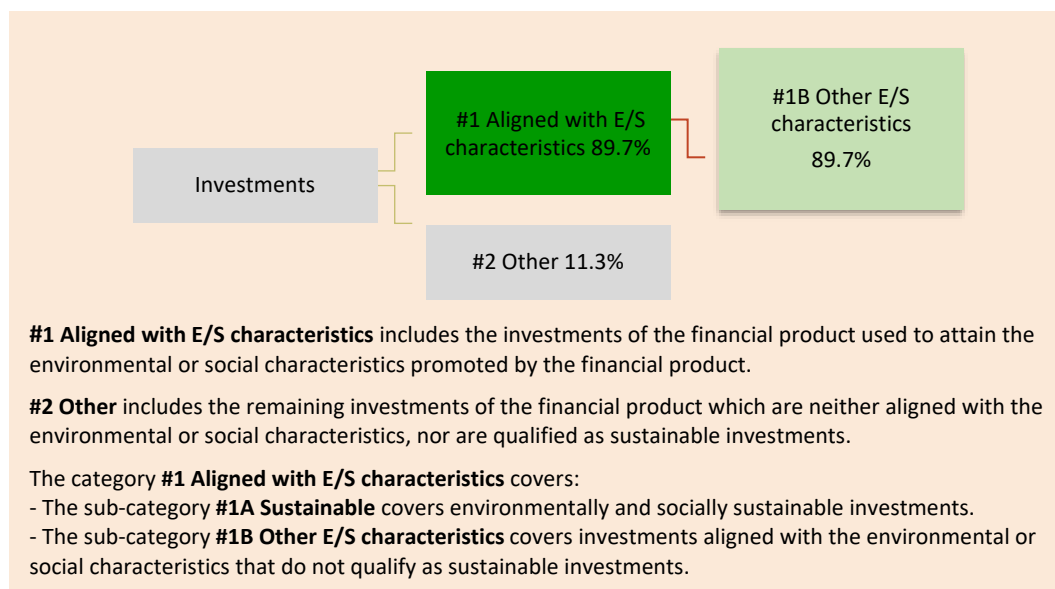 Investments
#1 Aligned with E/S
characteristics 89.7%
#1B Other E/S
characteristics
89.7%
#2 Other 11.3%
#1 Aligned with E/S characteristics includes the investments of the financial product used to attain the
environmental or social characteristics promoted by the financial product.
#2 Other includes the remaining investments of the financial product which are neither aligned with the
environmental or social characteristics, nor are qualified as sustainable investments.
The category #1 Aligned with E/S characteristics covers:
- The sub-category #1A Sustainable covers environmentally and socially sustainable investments.
- The sub-category #1B Other E/S characteristics covers investments aligned with the environmental or
social characteristics that do not qualify as sustainable investments.